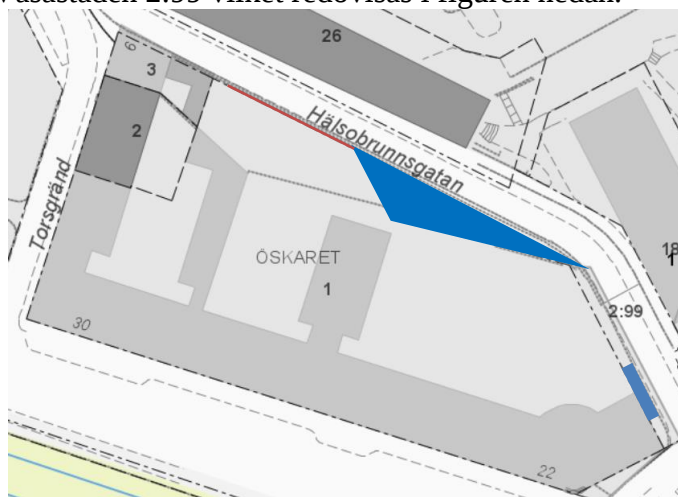 asastaden 2:99 vilket redovisas i figuren nedan.
26
6
3
2
Hälsobrunnsgatan
Torsgränd
ÖSKARET
1
18
1
2:99
30
22